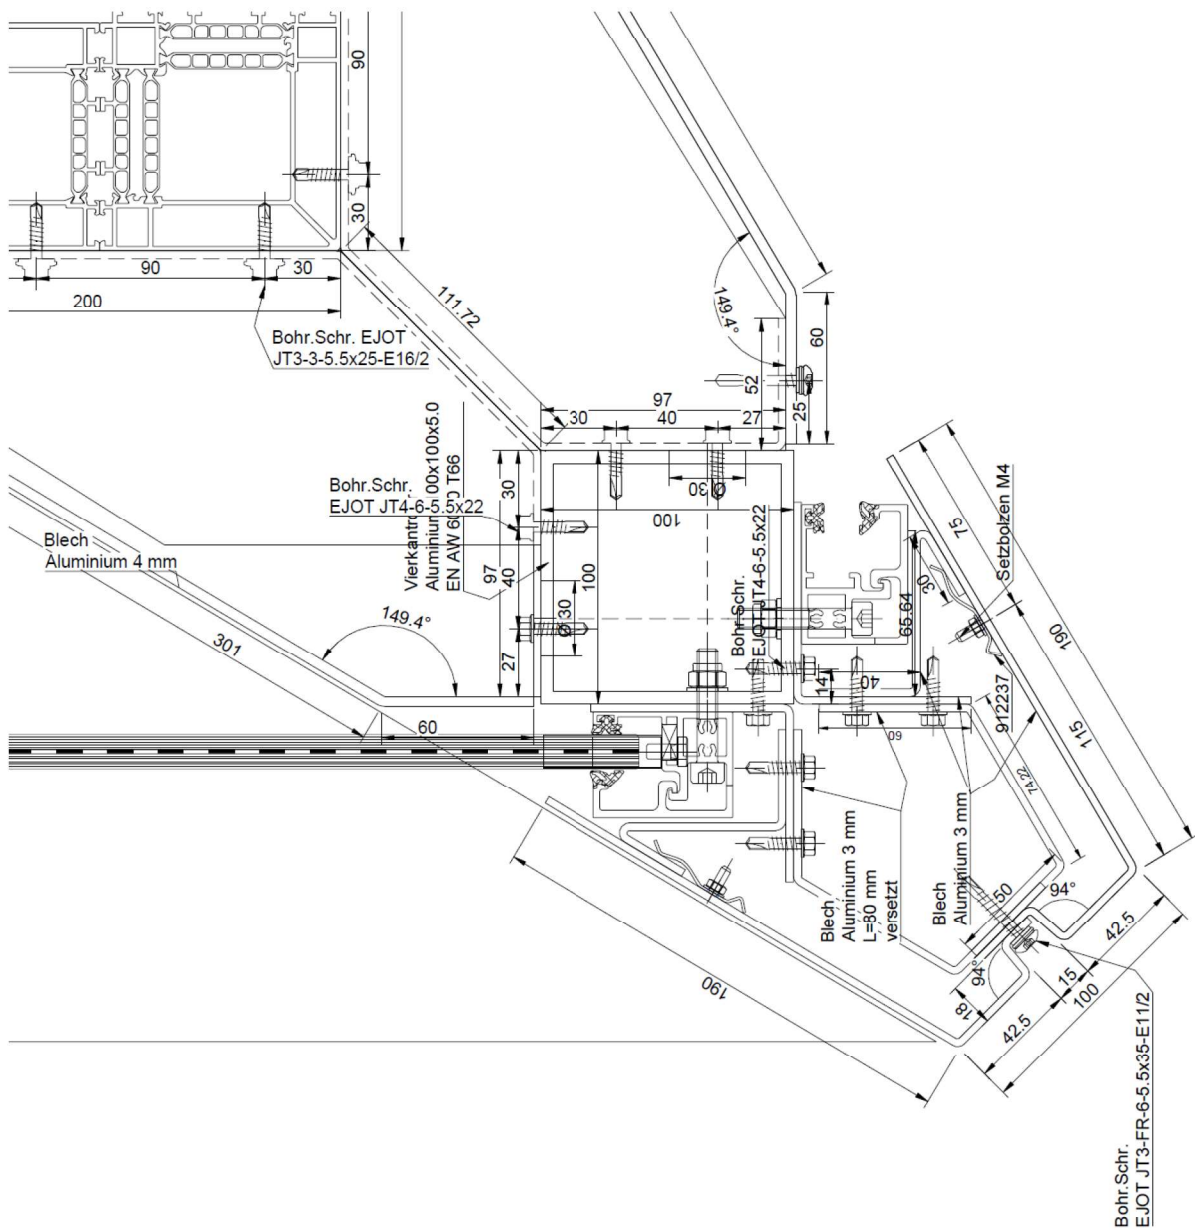 90
30
90
30
200
Bohr.Schr. EJOT
JT3-3-5.5x25-E16/2
111.72
149.4°
60
52
25
97
30
40
27
30
100
Bohr.Schr.
EJOT JT4-6-5.5x22
Aluminium
EN AW
T66
97
30
40
27
100
30
Blech
Aluminium 4 mm
149.4°
301
60
Bohr.Schr.
EJOT JT4-6-5.5x22
14
40
60
65.64
30
75
190
115
Setzbolzen M4
912237
74.22
50
94°
94°
18
42.5
15
42.5
100
190
Blech
Aluminium 3 mm
L=80 mm
versetzt
Blech
Aluminium 3 mm
Bohr.Schr.
EJOT JT3-FR-6-5.5x35-E11/2